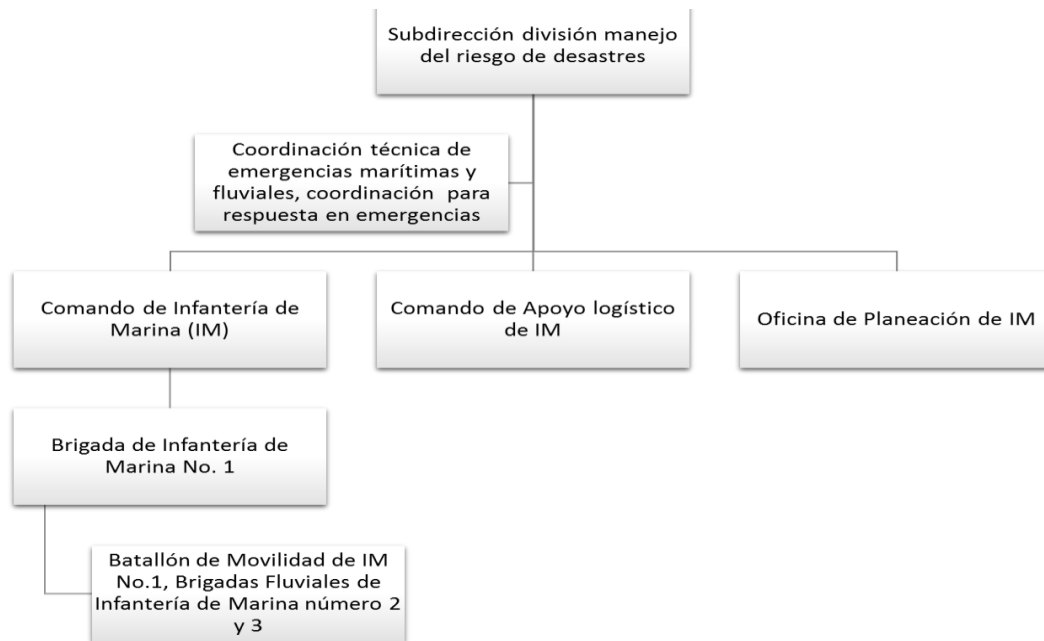 Subdirección división manejo
del riesgo de desastres
Coordinación técnica de
emergencias marítimas y
fluviales, coordinación para
respuesta en emergencias
Comando de Infantería de
Marina (IM)
Comando de Apoyo logístico
de IM
Oficina de Planeación de IM
Brigada de Infantería de
Marina No. 1
Batallón de Movilidad de IM
No.1, Brigadas Fluviales de
Infantería de Marina número 2
y 3